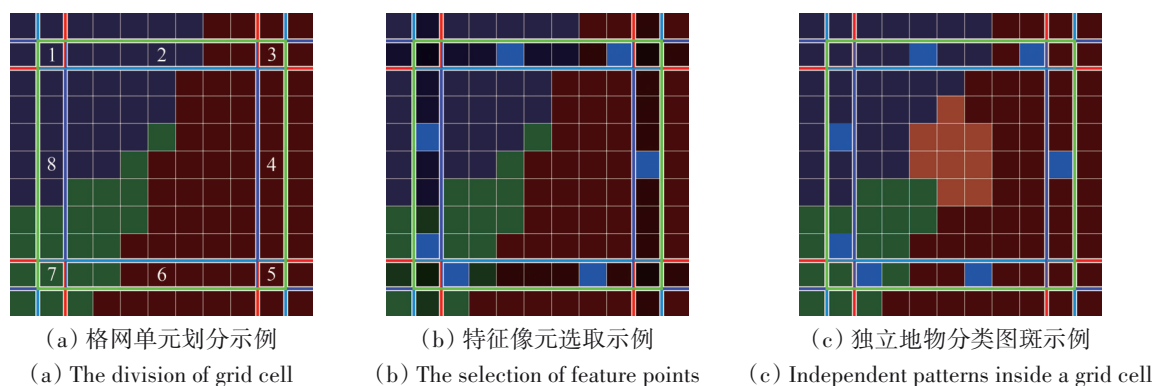 1 2 3
8 4
7 6 5
(a) 格网单元划分示例
(a) The division of grid cell
(b) 特征像元选取示例
(b) The selection of feature points
(c) 独立地物分类图斑示例
(c) Independent patterns inside a grid cell